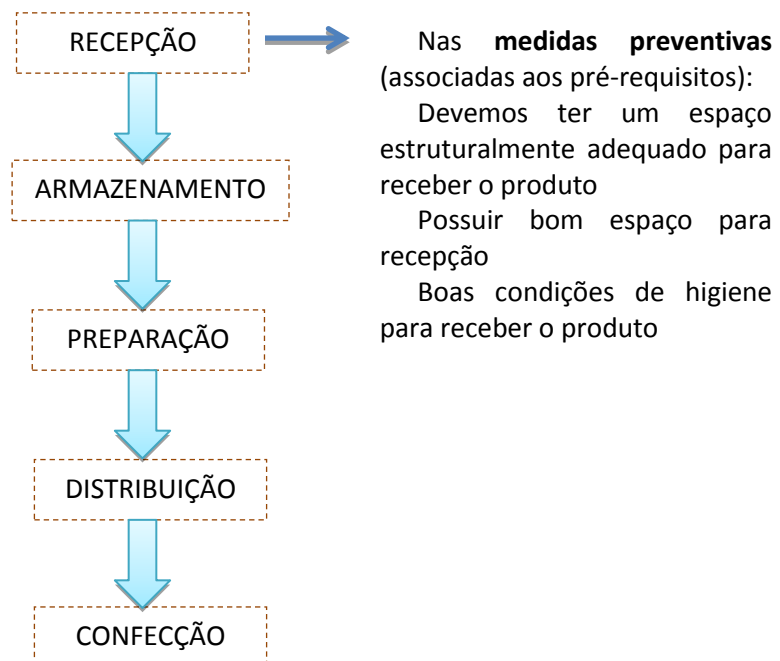 RECEPÇÃO
ARMAZENAMENTO
PREPARAÇÃO
DISTRIBUIÇÃO
CONFECÇÃO
Nas medidas preventivas
(associadas aos pré-requisitos):
Devemos ter um espaço
estruturalmente adequado para
receber o produto
Possuir bom espaço para
recepção
Boas condições de higiene
para receber o produto